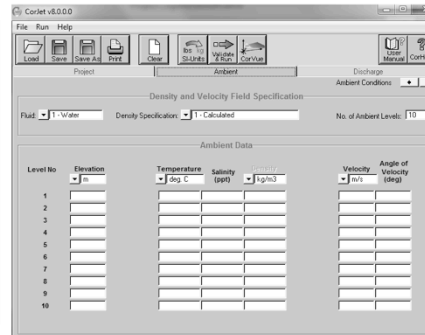 CorJet v8.0.0.0
File Run Help
Load Save Save As Print Clear SI-Units Validate & Run CorVue User Manual
Project Ambient Discharge
Ambient Conditions
Density and Velocity Field Specification
Fluid: 1 - Water Density Specification: 1 - Calculated No. of Ambient Levels: 10
Ambient Data
Level No Elevation Temperature Salinity (ppt) Velocity Angle of Velocity (deg)
m deg. C kg/m3 m/s
1
2
3
4
5
6
7
8
9
10